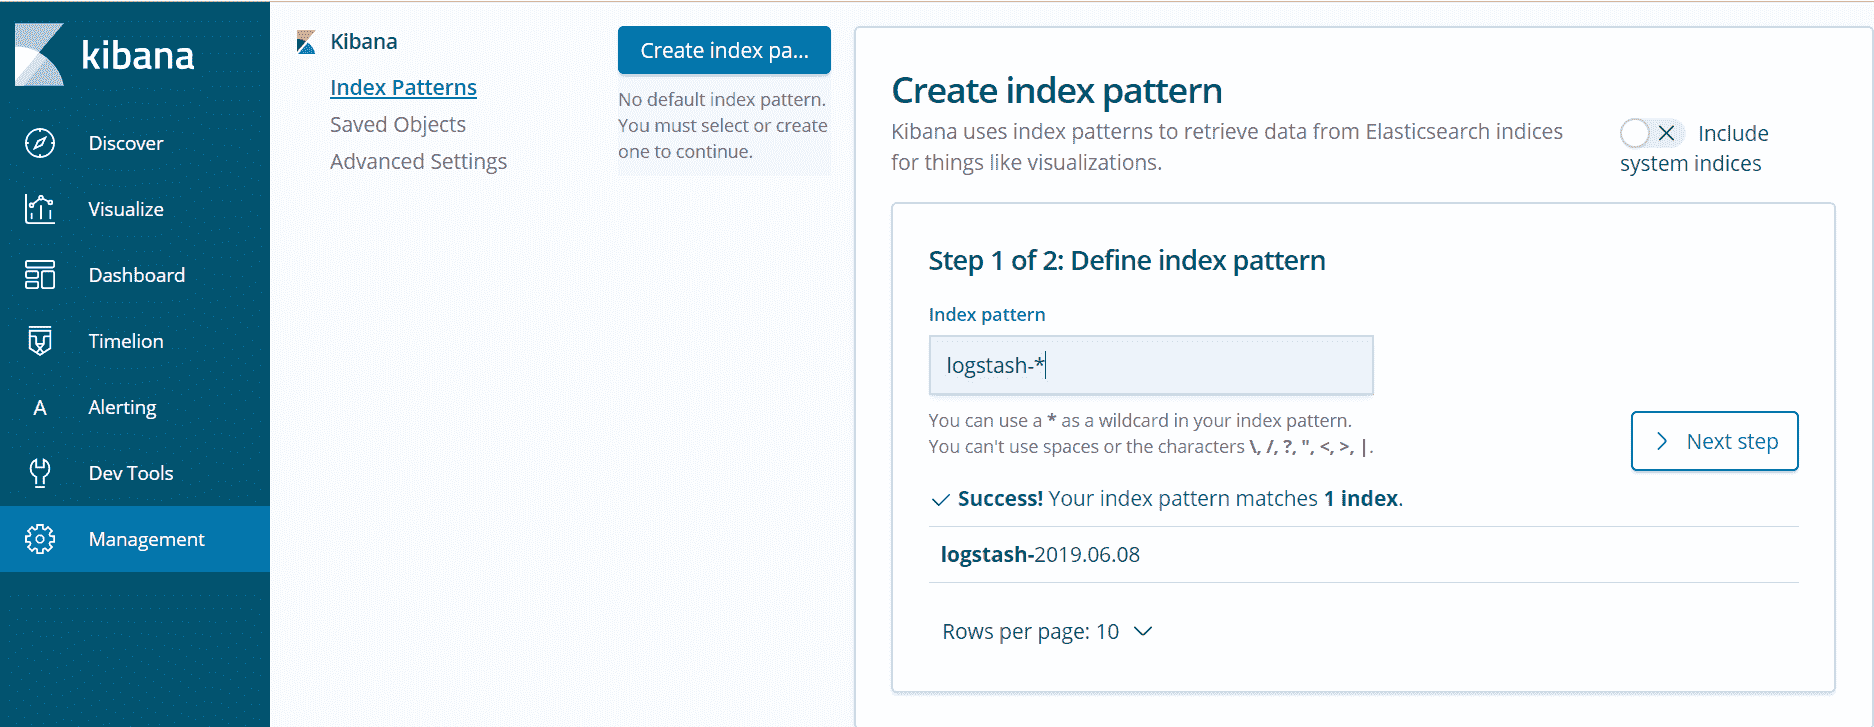 kibana
Discover
Visualize
Dashboard
Timelion
A Alerting
Dev Tools
Management
Kibana
Index Patterns
Saved Objects
Advanced Settings
Create index pa...
No default index pattern.
You must select or create
one to continue.
Create index pattern
Kibana uses index patterns to retrieve data from Elasticsearch indices
for things like visualizations.
Include
system indices
Step 1 of 2: Define index pattern
Index pattern
logstash-*
You can use a * as a wildcard in your index pattern.
You can't use spaces or the characters \, /, ?, ", <, >, |.
Next step
Success! Your index pattern matches 1 index.
logstash-2019.06.08
Rows per page: 10